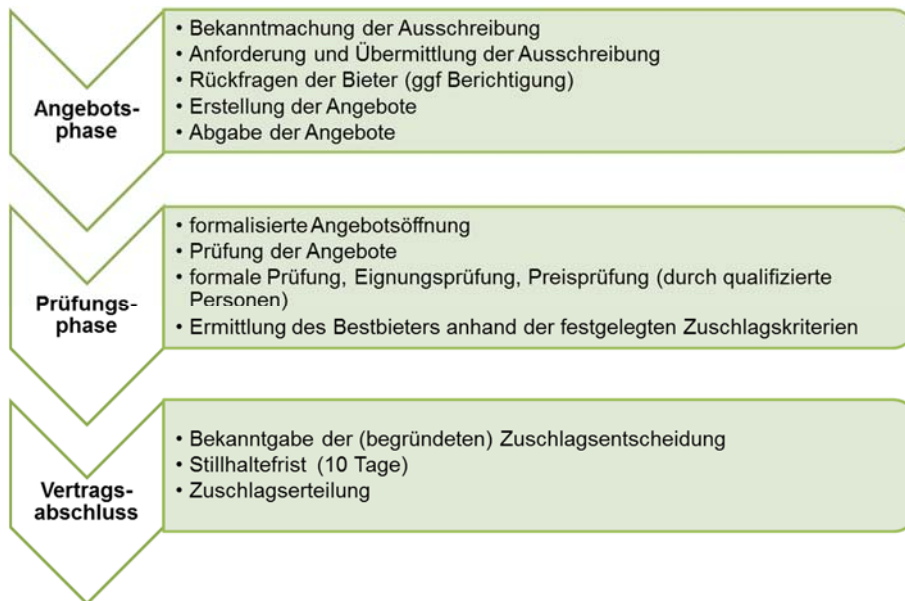 Angebots-
phase
• Bekanntmachung der Ausschreibung
• Anforderung und Übermittlung der Ausschreibung
• Rückfragen der Bieter (ggf Berichtigung)
• Erstellung der Angebote
• Abgabe der Angebote
Prüfungs-
phase
• formalisierte Angebotsöffnung
• Prüfung der Angebote
• formale Prüfung, Eignungsprüfung, Preisprüfung (durch qualifizierte
Personen)
• Ermittlung des Bestbieters anhand der festgelegten Zuschlagskriterien
Vertrags-
abschluss
• Bekanntgabe der (begründeten) Zuschlagsentscheidung
• Stillhaltefrist (10 Tage)
• Zuschlagserteilung